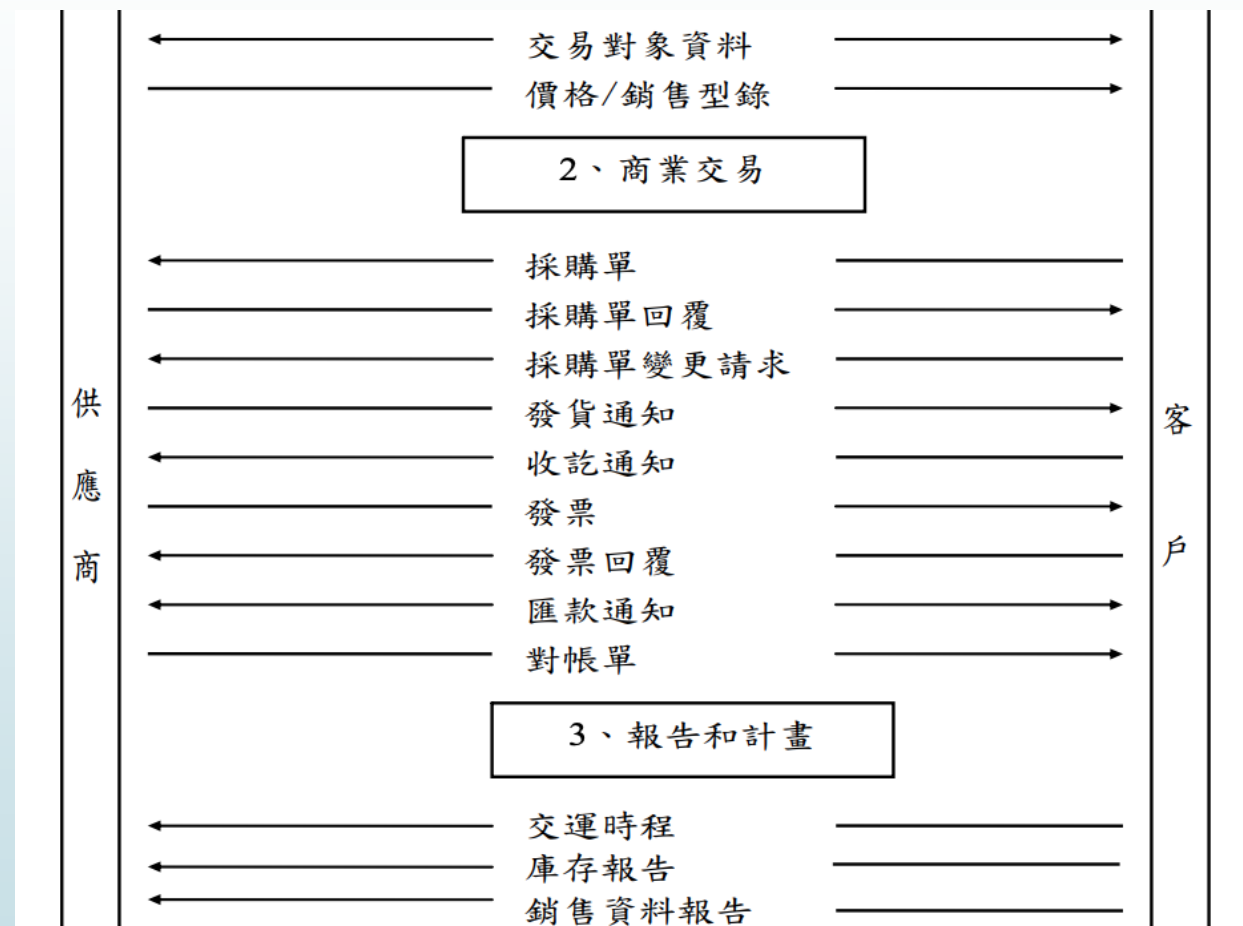 交易對象資料
價格/銷售型錄
2、商業交易
採購單
採購單回覆
採購單變更請求
發貨通知
收訖通知
發票
發票回覆
匯款通知
對帳單
3、報告和計畫
交運時程
庫存報告
銷售資料報告
供應商
客戶